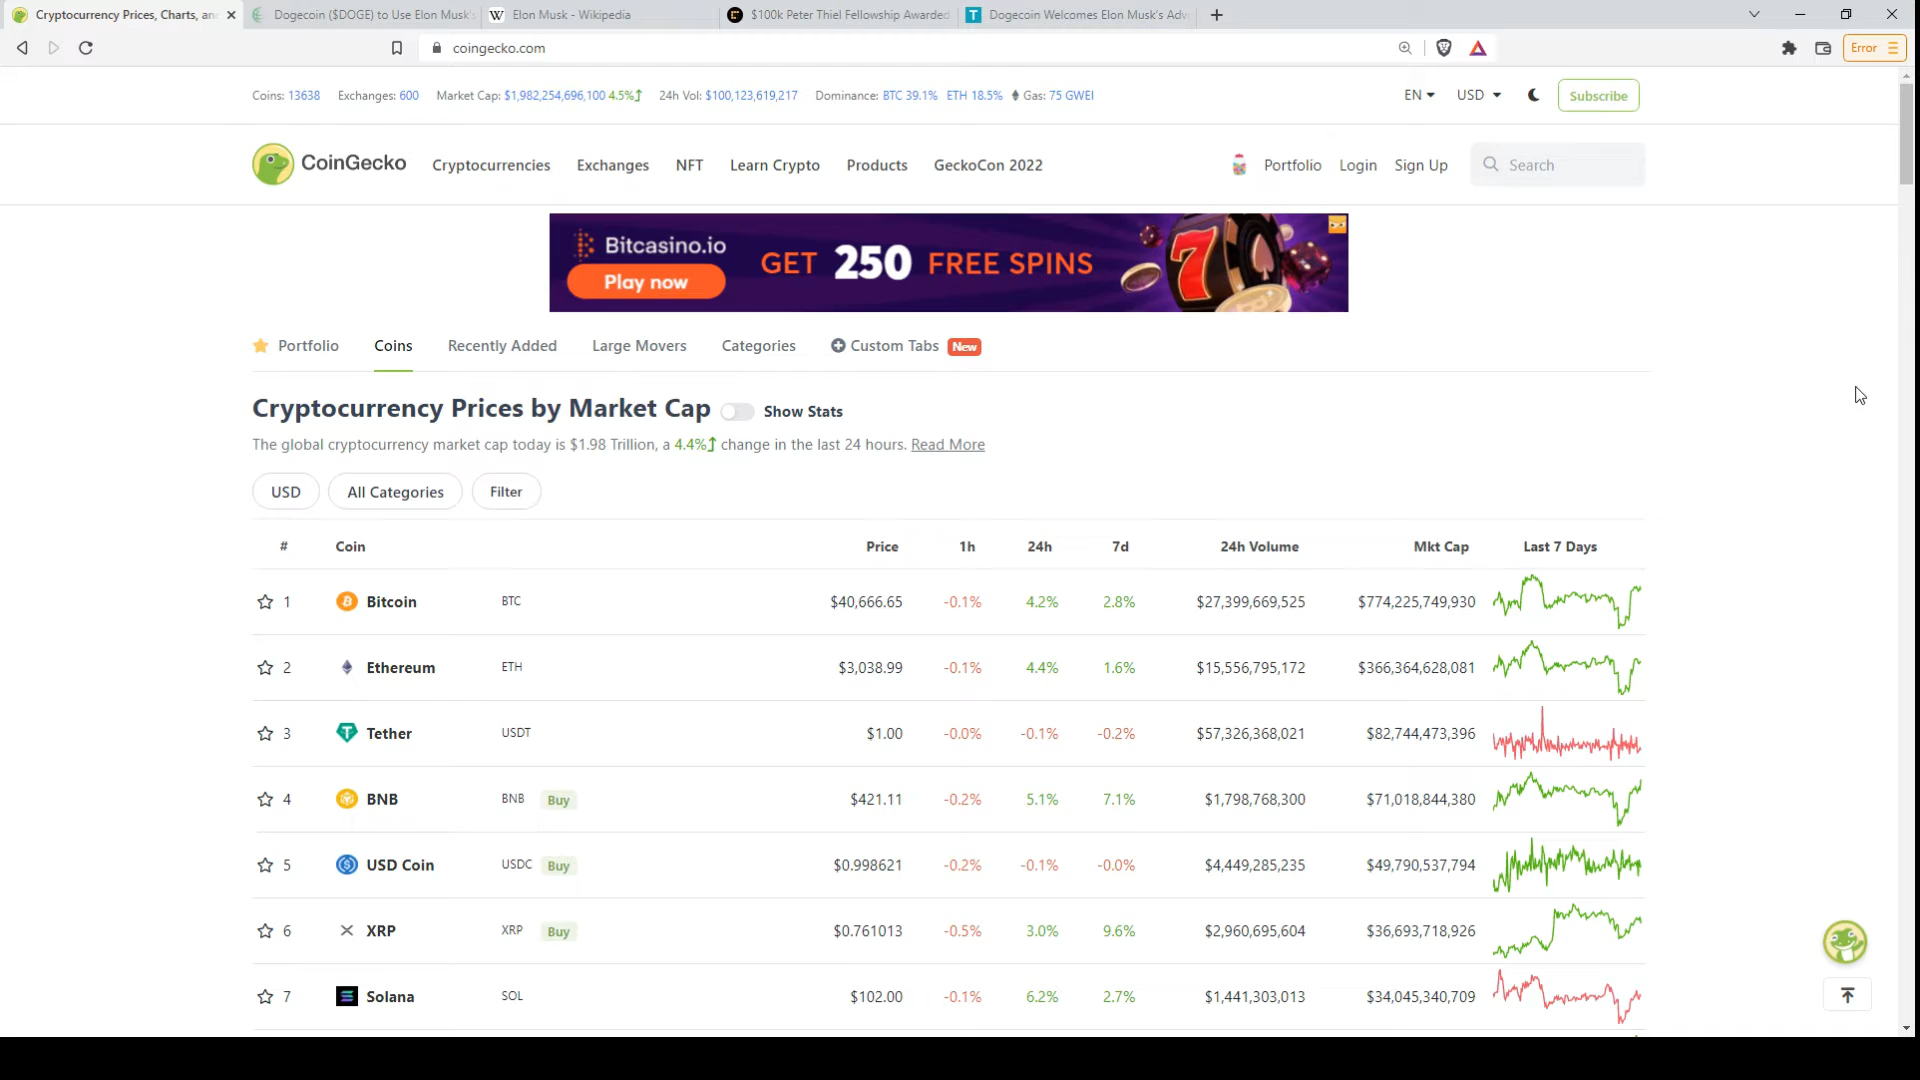 Cryptocurrency Prices, Charts, an
Dogecoin ($DOGE) to Use Elon Musk's
Elon Musk - Wikipedia
$100k Peter Thiel Fellowship Awarded
Dogecoin Welcomes Elon Musk's Adv
coingecko.com
Error
Coins: 13638 Exchanges: 600 Market Cap: $1,982,254,696,100 4.5% 24h Vol: $100,123,619,217 Dominance: BTC 39.1% ETH 18.5% Gas: 75 GWEI
EN USD Subscribe
CoinGecko Cryptocurrencies Exchanges NFT Learn Crypto Products GeckoCon 2022 Portfolio Login Sign Up Search
Bitcasino.io
Play now
GET 250 FREE SPINS
7
Portfolio Coins Recently Added Large Movers Categories Custom Tabs New
Cryptocurrency Prices by Market Cap Show Stats
The global cryptocurrency market cap today is $1.98 Trillion, a 4.4% change in the last 24 hours. Read More
USD All Categories Filter
# Coin Price 1h 24h 7d 24h Volume Mkt Cap Last 7 Days
1 Bitcoin BTC $40,666.65 -0.1% 4.2% 2.8% $27,399,669,525 $774,225,749,930
2 Ethereum ETH $3,038.99 -0.1% 4.4% 1.6% $15,556,795,172 $366,364,628,081
3 Tether USDT $1.00 -0.0% -0.1% -0.2% $57,326,368,021 $82,744,473,396
4 BNB BNB Buy $421.11 -0.2% 5.1% 7.1% $1,798,768,300 $71,018,844,380
5 USD Coin USDC Buy $0.998621 -0.2% -0.1% -0.0% $4,449,285,235 $49,790,537,794
6 XRP XRP Buy $0.761013 -0.5% 3.0% 9.6% $2,960,695,604 $36,693,718,926
7 Solana SOL $102.00 -0.1% 6.2% 2.7% $1,441,303,013 $34,045,340,709